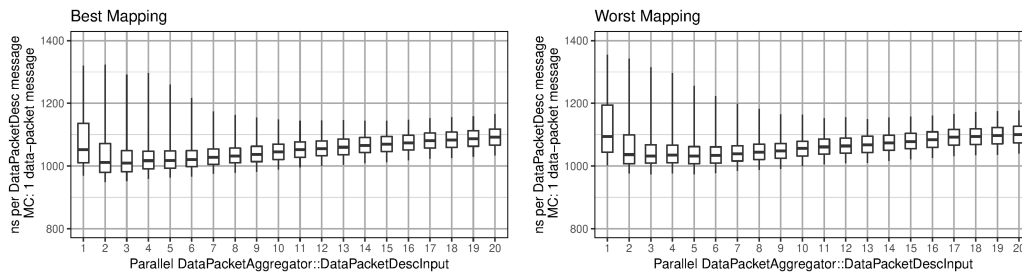 Best Mapping
ns per DataPacketDesc message
MC: 1 data-packet message
1400
1200
1000
800
1 2 3 4 5 6 7 8 9 10 11 12 13 14 15 16 17 18 19 20
Parallel DataPacketAggregator::DataPacketDescInput
Worst Mapping
ns per DataPacketDesc message
MC: 1 data-packet message
1400
1200
1000
800
1 2 3 4 5 6 7 8 9 10 11 12 13 14 15 16 17 18 19 20
Parallel DataPacketAggregator::DataPacketDescInput